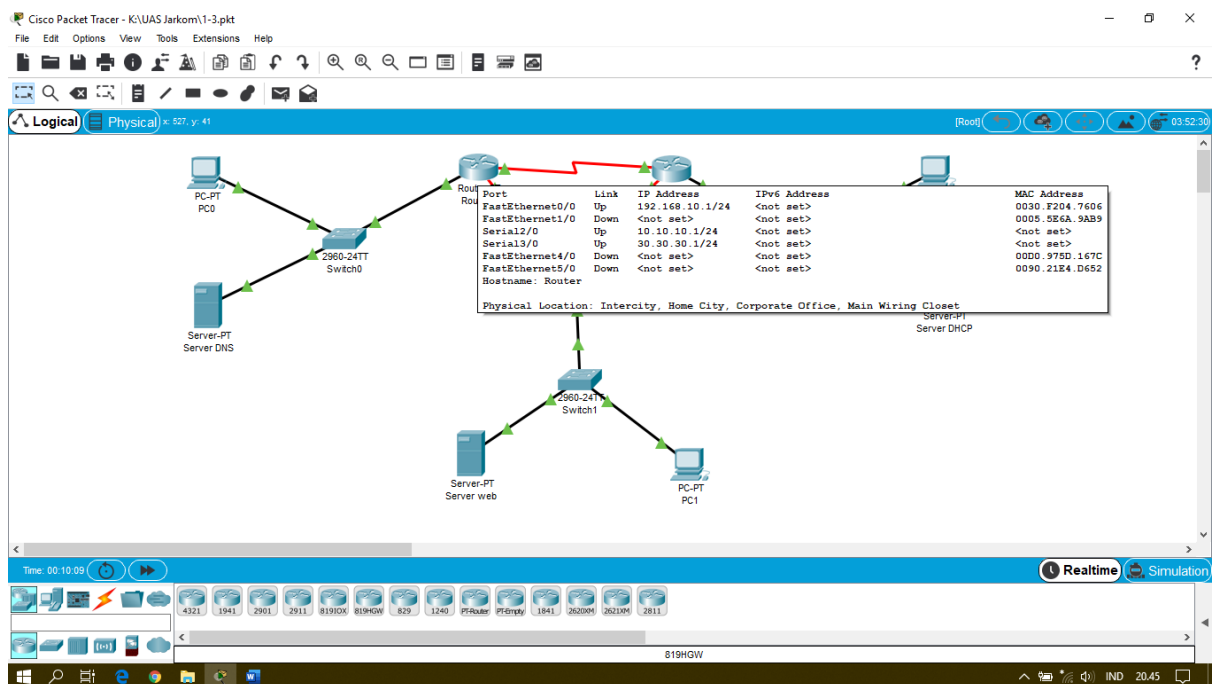 Cisco Packet Tracer - K:\UAS Jarkom\1-3.pkt
File Edit Options View Tools Extensions Help
?
Logical Physical x: 527, y: 41 [Root] 03:52:30
PC-PT
PC0
2960-24TT
Switch0
Server-PT
Server DNS
Rout
Rou
Port Link IP Address IPv6 Address MAC Address
FastEthernet0/0 Up 192.168.10.1/24 <not set> 0030.F204.7606
FastEthernet1/0 Down <not set> <not set> 0005.5E6A.9AB9
Serial2/0 Up 10.10.10.1/24 <not set> <not set>
Serial3/0 Up 30.30.30.1/24 <not set> <not set>
FastEthernet4/0 Down <not set> <not set> 00D0.975D.167C
FastEthernet5/0 Down <not set> <not set> 0090.21E4.D652
Hostname: Router
Physical Location: Intercity, Home City, Corporate Office, Main Wiring Closet
Server-PT
Server DHCP
2960-24TT
Switch1
Server-PT
Server web
PC-PT
PC1
Time: 00:10:09 Realtime Simulation
4321 1941 2901 2911 819IOX 819HGW 829 1240 PT-Router PT-Empty 1841 2620XM 2621XM 2811
819HGW
IND 20.45